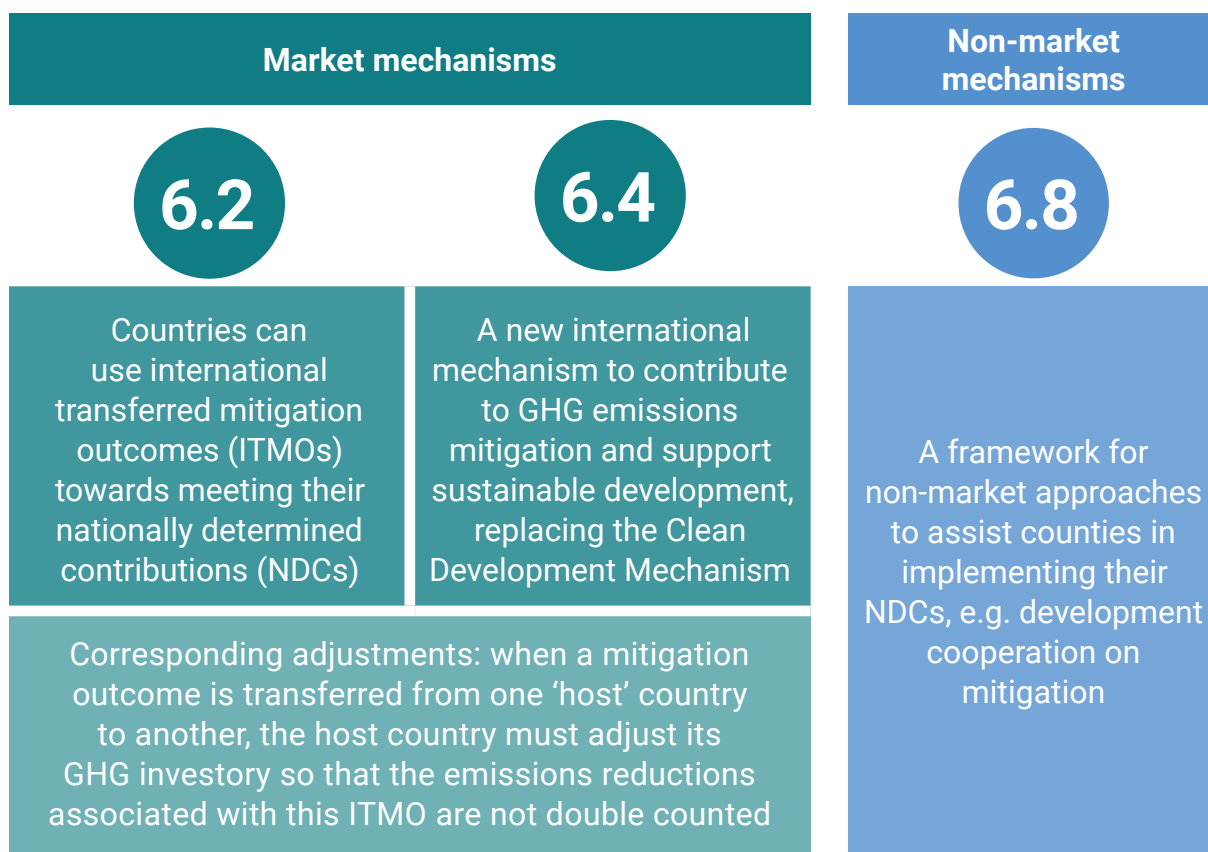 Market mechanisms
Non-market
mechanisms
6.2
6.4
6.8
Countries can
use international
transferred mitigation
outcomes (ITMOs)
towards meeting their
nationally determined
contributions (NDCs)
A new international
mechanism to contribute
to GHG emissions
mitigation and support
sustainable development,
replacing the Clean
Development Mechanism
A framework for
non-market approaches
to assist counties in
implementing their
NDCs, e.g. development
cooperation on
mitigation
Corresponding adjustments: when a mitigation
outcome is transferred from one ‘host’ country
to another, the host country must adjust its
GHG investory so that the emissions reductions
associated with this ITMO are not double counted